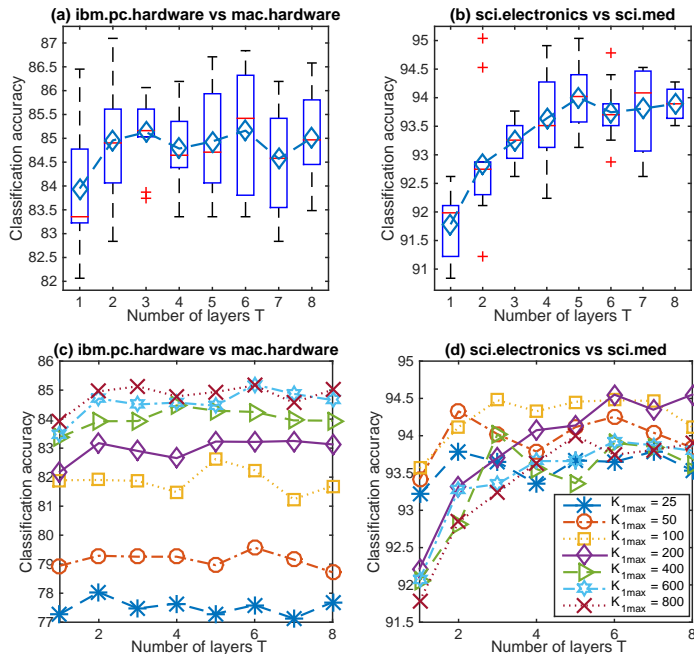 (a) ibm.pc.hardware vs mac.hardware
Classification accuracy
87
86.5
86
85.5
85
84.5
84
83.5
83
82.5
82
1 2 3 4 5 6 7 8
Number of layers T
(b) sci.electronics vs sci.med
Classification accuracy
95
94.5
94
93.5
93
92.5
92
91.5
91
1 2 3 4 5 6 7 8
Number of layers T
(c) ibm.pc.hardware vs mac.hardware
Classification accuracy
86
85
84
83
82
81
80
79
78
77
2 4 6 8
Number of layers T
(d) sci.electronics vs sci.med
Classification accuracy
95
94.5
94
93.5
93
92.5
92
91.5
2 4 6 8
Number of layers T
K1max = 25
K1max = 50
K1max = 100
K1max = 200
K1max = 400
K1max = 600
K1max = 800